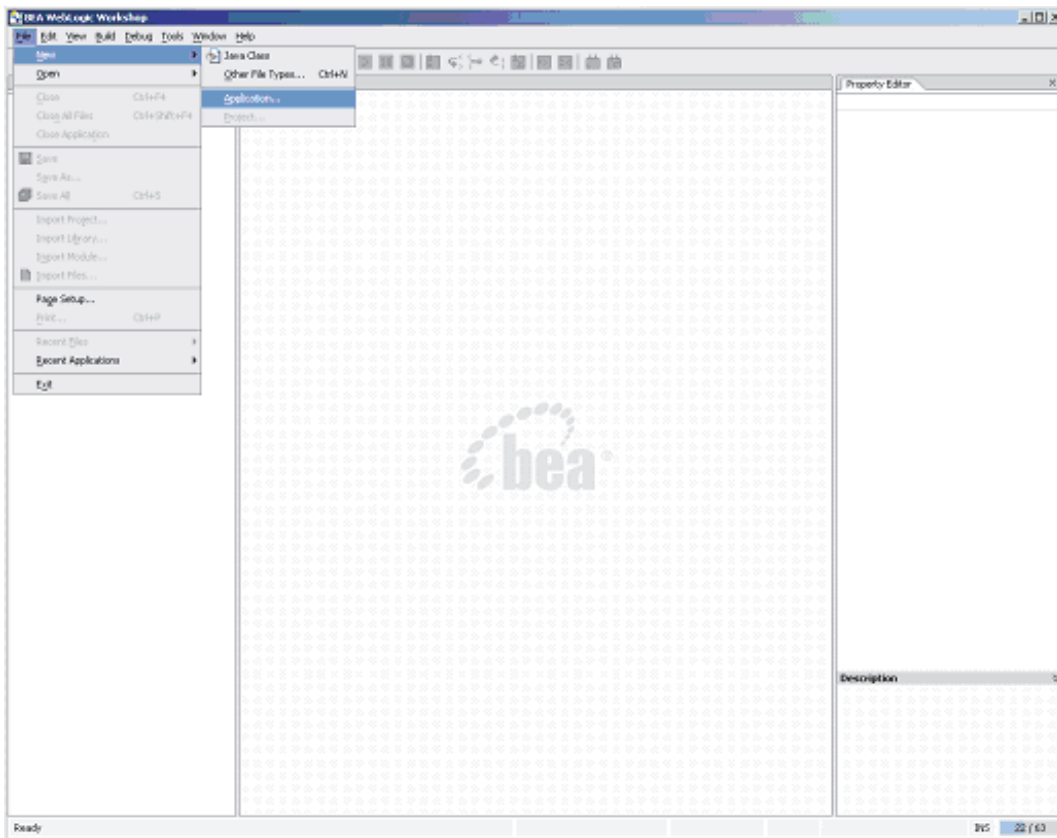 BEA WebLogic Workshop
File Edit View Build Debug Tools Window Help
New
Java Class
Open
Other File Types... Ctrl+N
Close Ctrl+F4
Application...
Close All Files Ctrl+Shift+F4
Project...
Close Application
Save
Save As...
Save All Ctrl+S
Import Project...
Import Library...
Import Module...
Import Files...
Page Setup...
Print... Ctrl+P
Recent Files
Recent Applications
Exit
Property Editor
bea
Description
Ready
INS 22 / 63